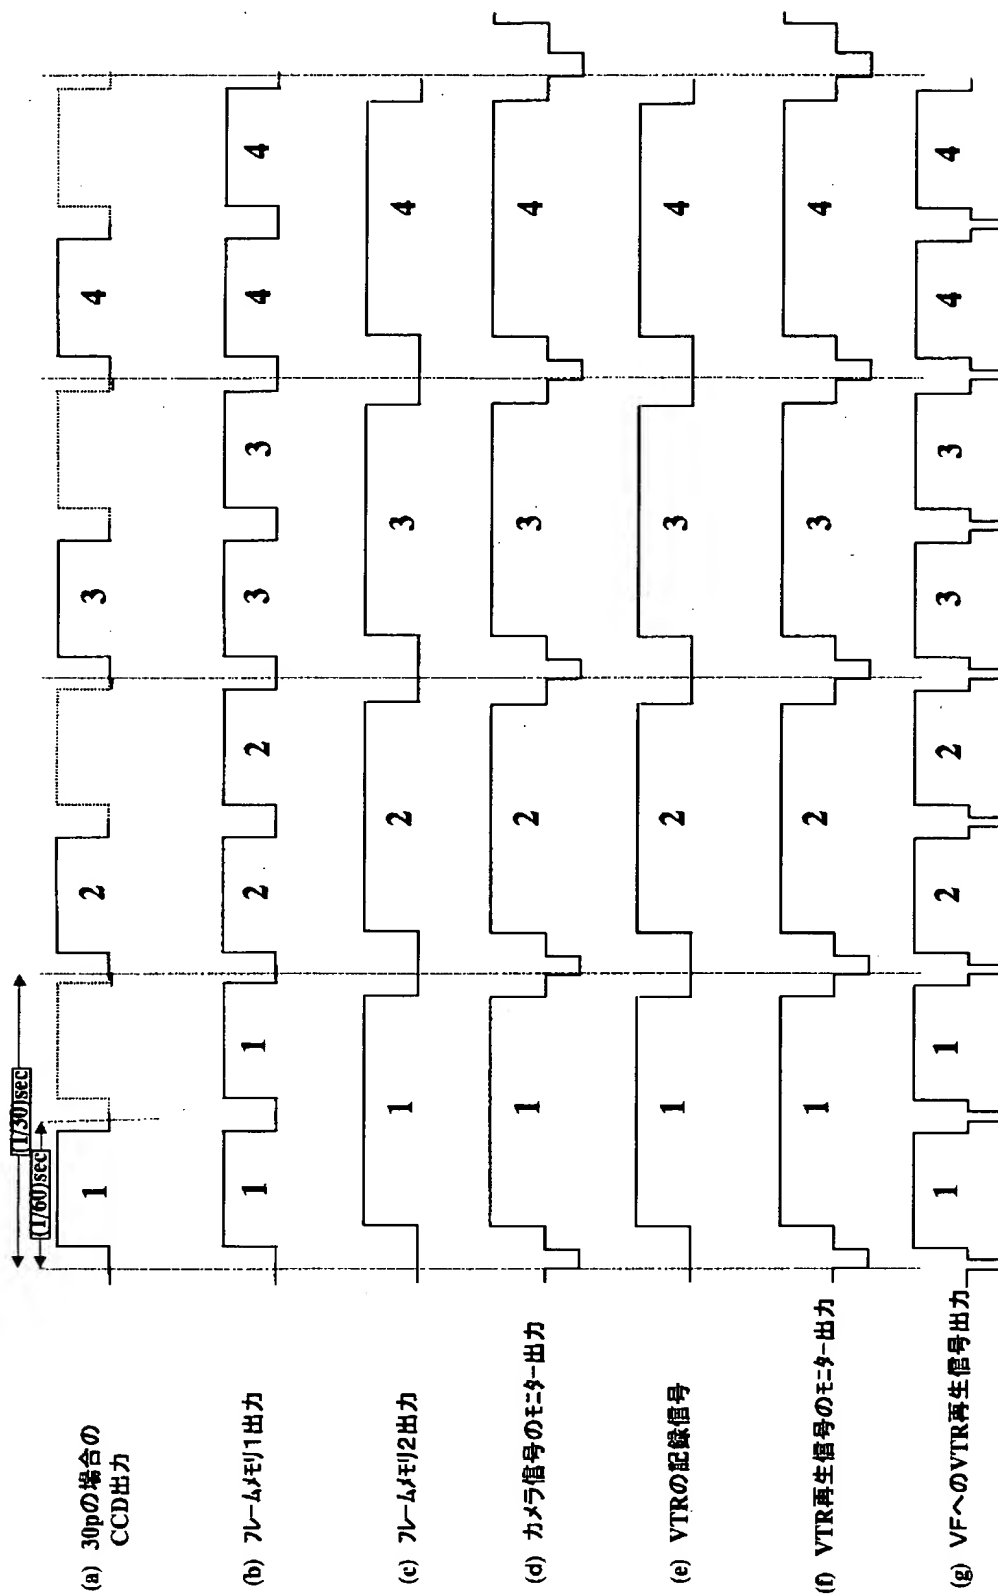 (1/30)sec
(1/60)sec
(a) 30pの場合の
CCD出力
1 2 3 4
(b) フレームメモリ1出力
1 1 2 2 3 3 4 4
(c) フレームメモリ2出力
1 2 3 4
(d) カメラ信号のモニター出力
1 2 3 4
(e) VTRの記録信号
1 2 3 4
(f) VTR再生信号のモニター出力
1 2 3 4
(g) VFへのVTR再生信号出力
1 1 2 2 3 3 4 4